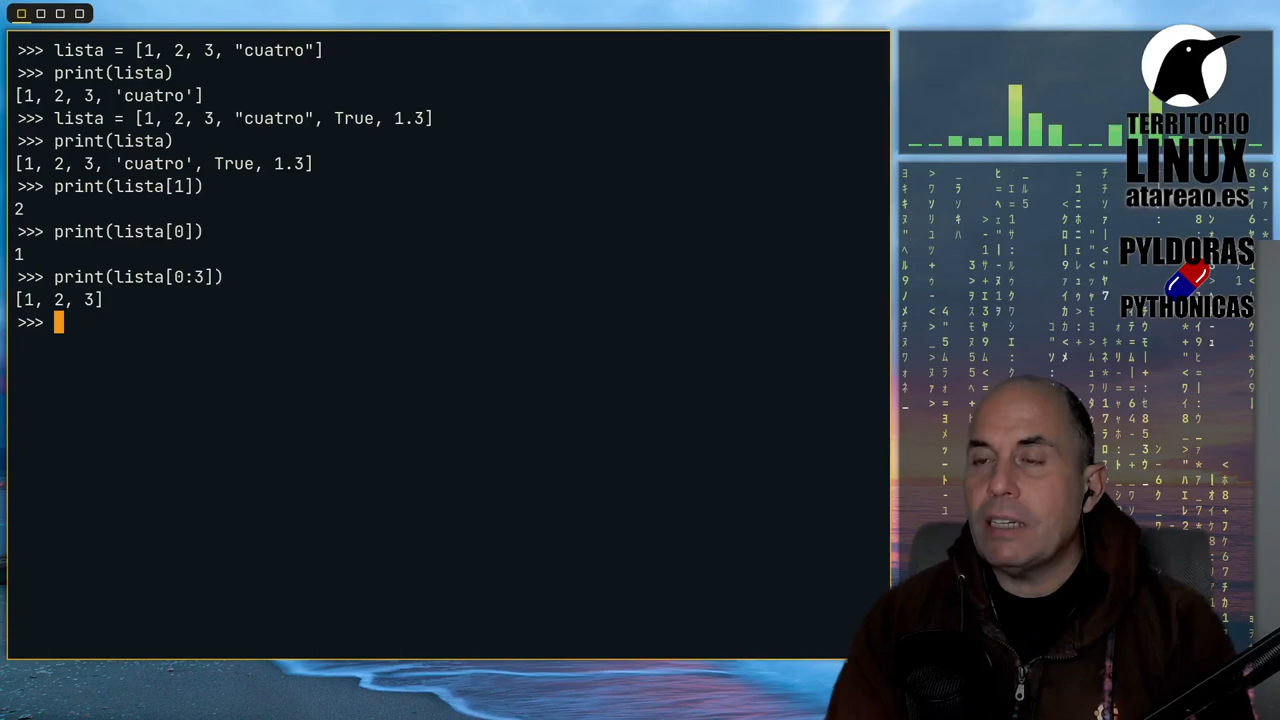 >>> lista = [1, 2, 3, "cuatro"]
>>> print(lista)
[1, 2, 3, 'cuatro']
>>> lista = [1, 2, 3, "cuatro", True, 1.3]
>>> print(lista)
[1, 2, 3, 'cuatro', True, 1.3]
>>> print(lista[1])
2
>>> print(lista[0])
1
>>> print(lista[0:3])
[1, 2, 3]
>>>
TERRITORIO
LINUX
atareao.es
PYLDORAS
PYTHONICAS